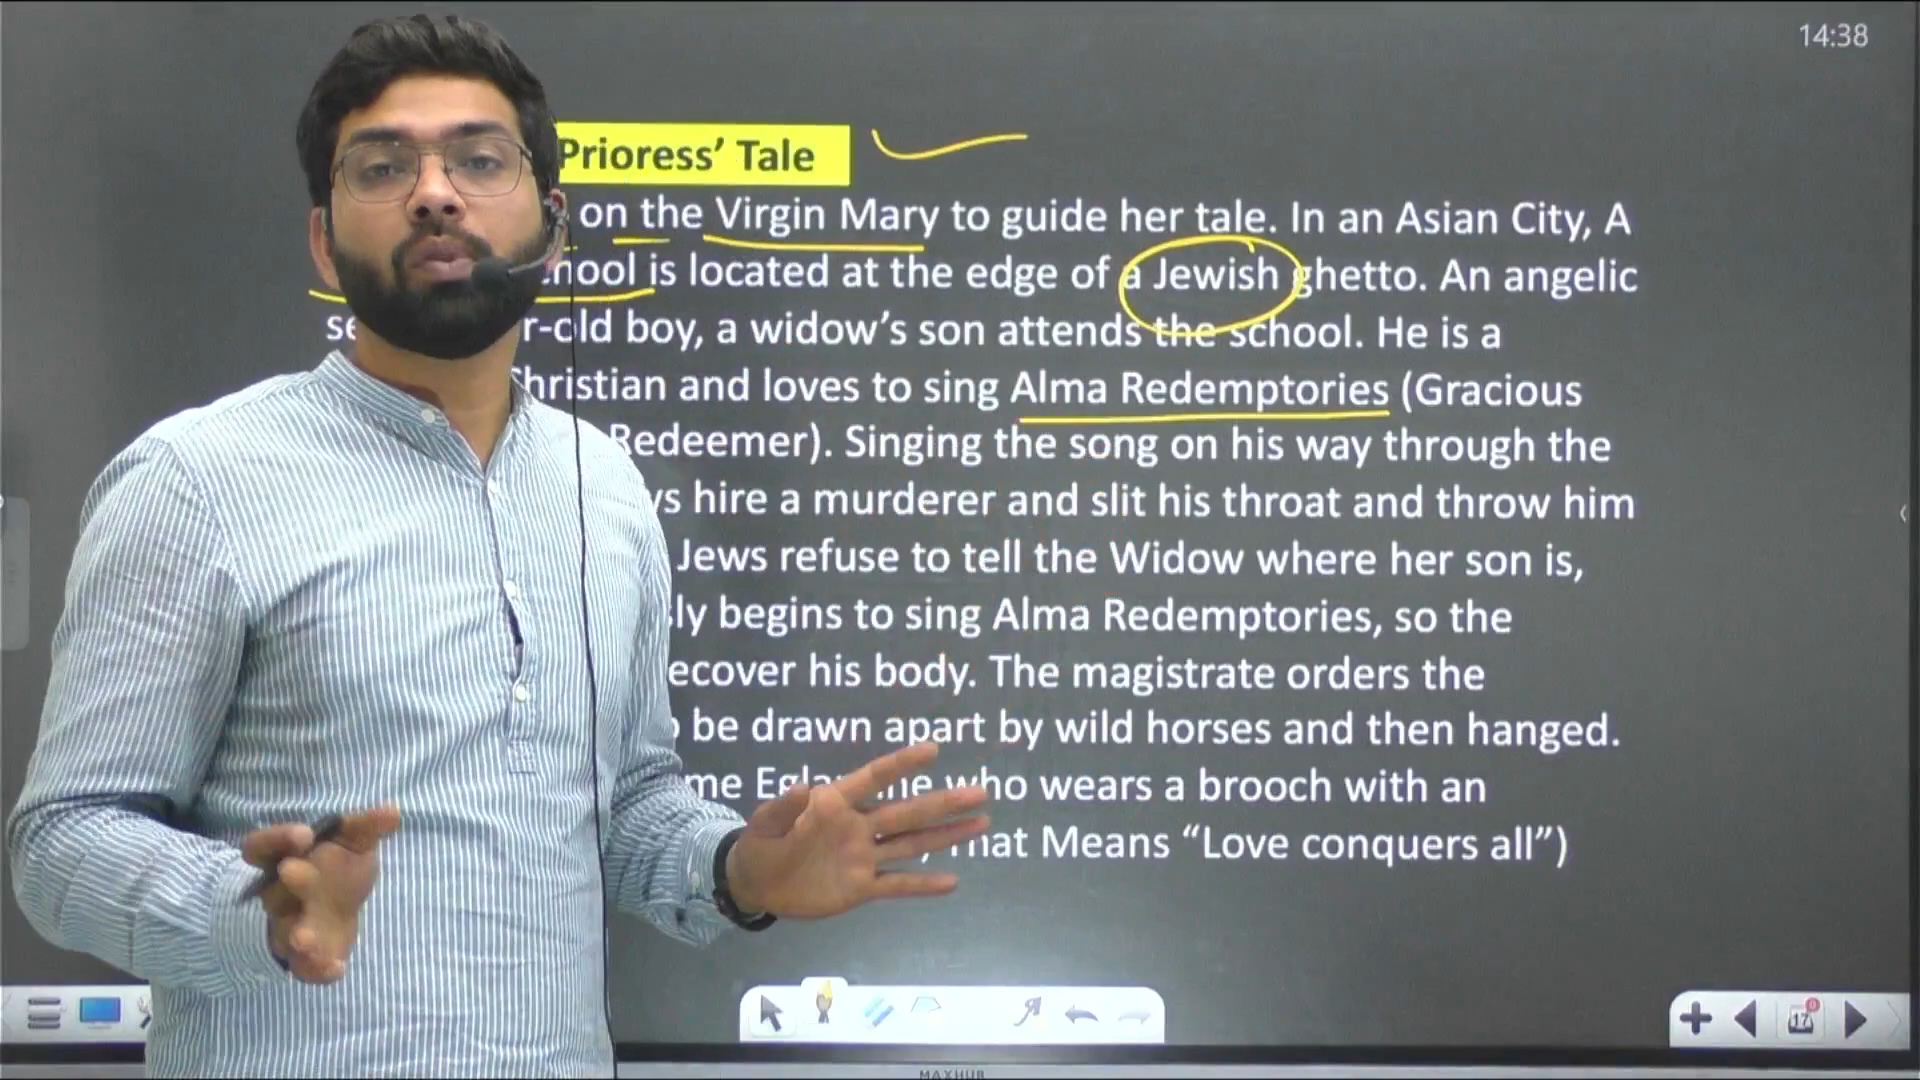 14:38
Prioress’ Tale
on the Virgin Mary to guide her tale. In an Asian City, A
is located at the edge of a Jewish ghetto. An angelic
boy, a widow’s son attends the school. He is a
and loves to sing Alma Redemptories (Gracious
Redeemer). Singing the song on his way through the
hire a murderer and slit his throat and throw him
Jews refuse to tell the Widow where her son is,
begins to sing Alma Redemptories, so the
his body. The magistrate orders the
be drawn apart by wild horses and then hanged.
who wears a brooch with an
Means “Love conquers all”)
17
MAXHUB